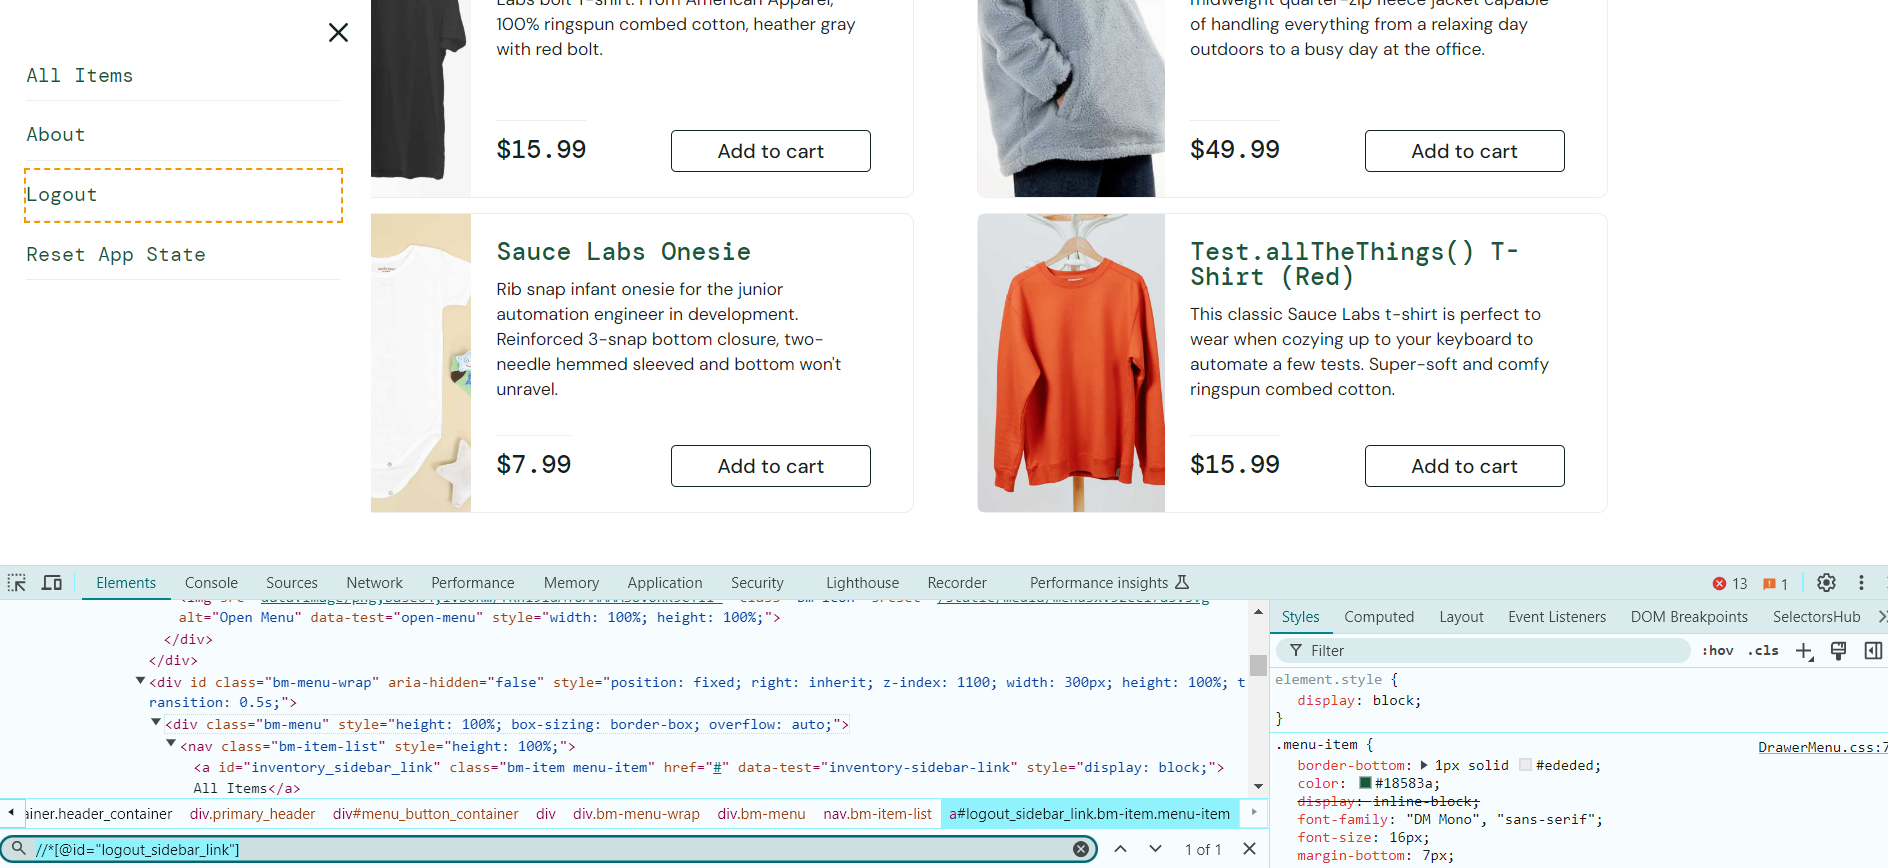 All Items
About
Logout
Reset App State
100% ringspun combed cotton, heather gray
with red bolt.
$15.99
Add to cart
of handling everything from a relaxing day
outdoors to a busy day at the office.
$49.99
Add to cart
Sauce Labs Onesie
Rib snap infant onesie for the junior
automation engineer in development.
Reinforced 3-snap bottom closure, two-
needle hemmed sleeved and bottom won't
unravel.
$7.99
Add to cart
Test.allTheThings() T-
Shirt (Red)
This classic Sauce Labs t-shirt is perfect to
wear when cozying up to your keyboard to
automate a few tests. Super-soft and comfy
ringspun combed cotton.
$15.99
Add to cart
Elements Console Sources Network Performance Memory Application Security Lighthouse Recorder Performance insights 13 1
alt="Open Menu" data-test="open-menu" style="width: 100%; height: 100%;">
</div>
</div>
<div id class="bm-menu-wrap" aria-hidden="false" style="position: fixed; right: inherit; z-index: 1100; width: 300px; height: 100%; t
ransition: 0.5s;">
<div class="bm-menu" style="height: 100%; box-sizing: border-box; overflow: auto;">
<nav class="bm-item-list" style="height: 100%;">
<a id="inventory_sidebar_link" class="bm-item menu-item" href="#" data-test="inventory-sidebar-link" style="display: block;">
All Items</a>
ainer.header_container div.primary_header div#menu_button_container div div.bm-menu-wrap div.bm-menu nav.bm-item-list a#logout_sidebar_link.bm-item.menu-item
//*[@id="logout_sidebar_link"] 1 of 1
Styles Computed Layout Event Listeners DOM Breakpoints SelectorsHub
Filter :hov .cls
element.style {
display: block;
}
.menu-item { DrawerMenu.css:7
border-bottom: 1px solid #ededed;
color: #18583a;
display: inline-block;
font-family: "DM Mono", "sans-serif";
font-size: 16px;
margin-bottom: 7px;